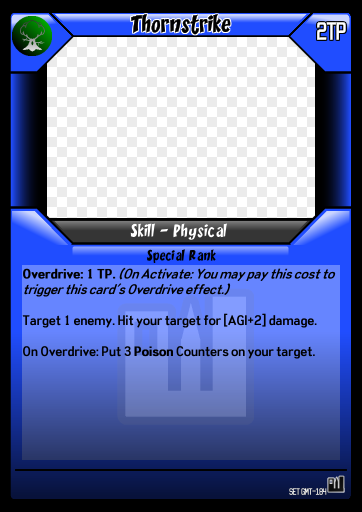 Thornstrike
2TP
Skill - Physical
Special Rank
Overdrive: 1 TP. (On Activate: You may pay this cost to
trigger this card's Overdrive effect.)
Target 1 enemy. Hit your target for [AGI+2] damage.
On Overdrive: Put 3 Poison Counters on your target.
SET GMT-184